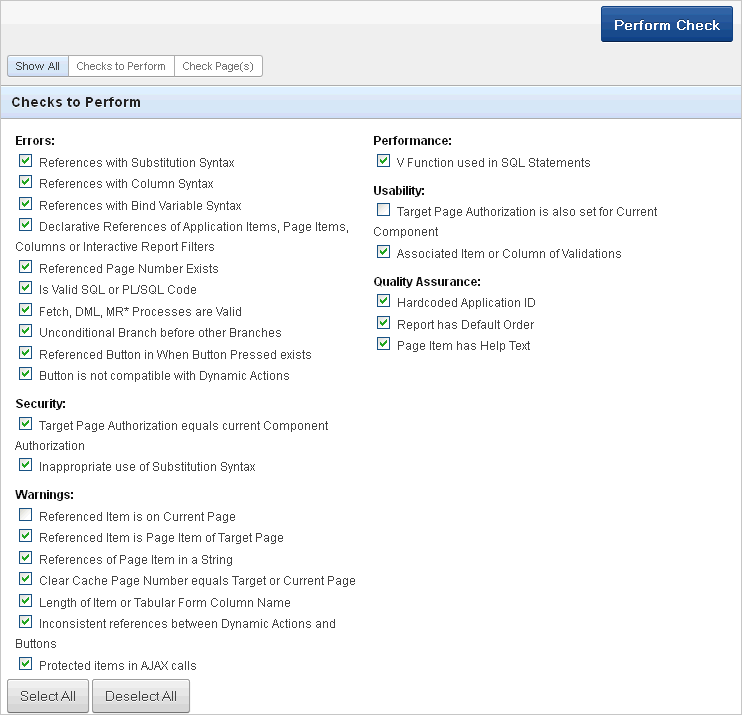 Perform Check
Show All
Checks to Perform
Check Page(s)
Checks to Perform
Errors:
References with Substitution Syntax
References with Column Syntax
References with Bind Variable Syntax
Declarative References of Application Items, Page Items,
Columns or Interactive Report Filters
Referenced Page Number Exists
Is Valid SQL or PL/SQL Code
Fetch, DML, MR* Processes are Valid
Unconditional Branch before other Branches
Referenced Button in When Button Pressed exists
Button is not compatible with Dynamic Actions
Security:
Target Page Authorization equals current Component
Authorization
Inappropriate use of Substitution Syntax
Warnings:
Referenced Item is on Current Page
Referenced Item is Page Item of Target Page
References of Page Item in a String
Clear Cache Page Number equals Target or Current Page
Length of Item or Tabular Form Column Name
Inconsistent references between Dynamic Actions and
Buttons
Protected items in AJAX calls
Performance:
V Function used in SQL Statements
Usability:
Target Page Authorization is also set for Current
Component
Associated Item or Column of Validations
Quality Assurance:
Hardcoded Application ID
Report has Default Order
Page Item has Help Text
Select All
Deselect All